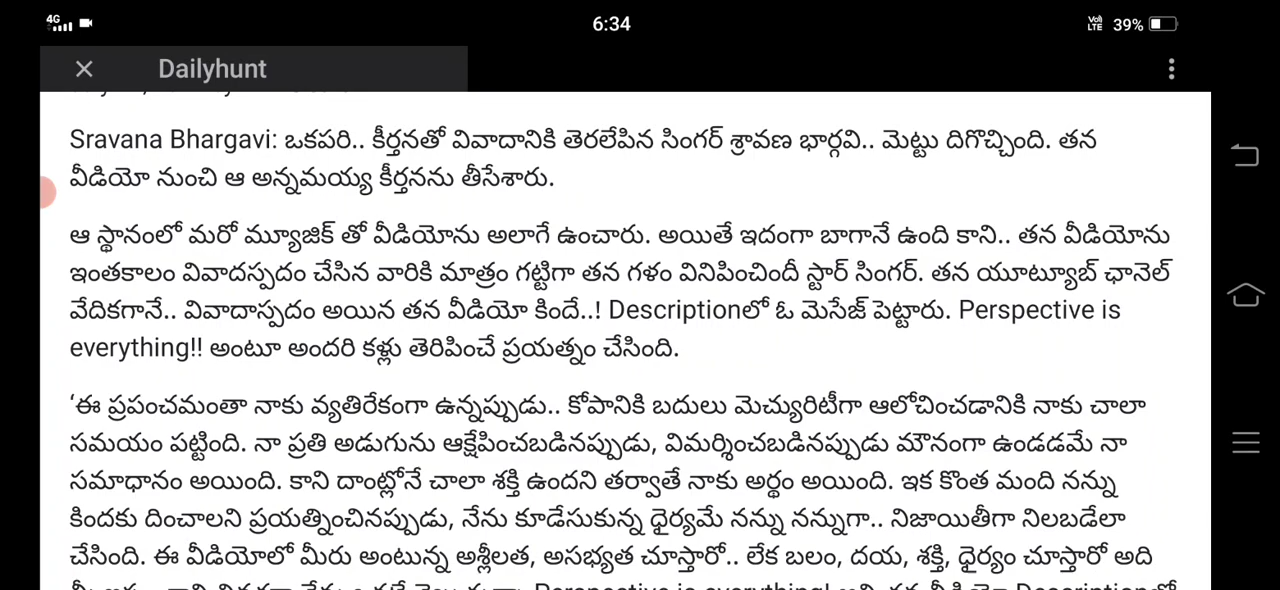 4G
6:34
VoLTE 39%
Dailyhunt
Sravana Bhargavi: ఒకపరి.. కీర్తనతో వివాదానికి తెరలేపిన సింగర్ శ్రావణ భార్గవి.. మెట్టు దిగొచ్చింది. తన
వీడియో నుంచి ఆ అన్నమయ్య కీర్తనను తీసేశారు.
ఆ స్థానంలో మరో మ్యూజిక్ తో వీడియోను అలాగే ఉంచారు. అయితే ఇదంగా బాగానే ఉంది కాని.. తన వీడియోను
ఇంతకాలం వివాదస్పదం చేసిన వారికి మాత్రం గట్టిగా తన గళం వినిపించిందీ స్టార్ సింగర్. తన యూట్యూబ్ ఛానెల్
వేదికగానే.. వివాదాస్పదం అయిన తన వీడియో కిందే..! Descriptionలో ఓ మెసేజ్ పెట్టారు. Perspective is
everything!! అంటూ అందరి కళ్లు తెరిపించే ప్రయత్నం చేసింది.
'ఈ ప్రపంచమంతా నాకు వ్యతిరేకంగా ఉన్నప్పుడు.. కోపానికి బదులు మెచ్యురిటీగా ఆలోచించడానికి నాకు చాలా
సమయం పట్టింది. నా ప్రతి అడుగును ఆక్షేపించబడినప్పుడు, విమర్శించబడినప్పుడు మౌనంగా ఉండడమే నా
సమాధానం అయింది. కాని దాంట్లోనే చాలా శక్తి ఉందని తర్వాతే నాకు అర్థం అయింది. ఇక కొంత మంది నన్ను
కిందకు దించాలని ప్రయత్నించినప్పుడు, నేను కూడేసుకున్న ధైర్యమే నన్ను నన్నుగా.. నిజాయితీగా నిలబడేలా
చేసింది. ఈ వీడియోలో మీరు అంటున్న అశ్లీలత, అసభ్యత చూస్తారో.. లేక బలం, దయ, శక్తి, ధైర్యం చూస్తారో అది